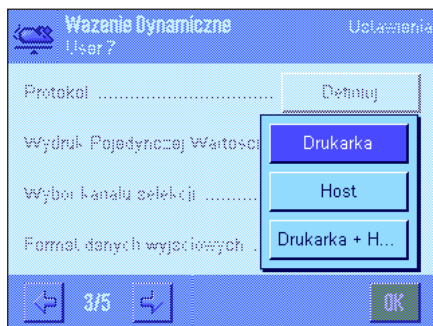 Wazenie Dynamiczne
Ustawienia
User 7
Protokol ............................. Definiuj
Wydruk Pojedynczej Wartosci
Drukarka
Wybor kanalu selekcji .........
Host
Format danych wyjsciowych .
Drukarka + H...
3/5
OK